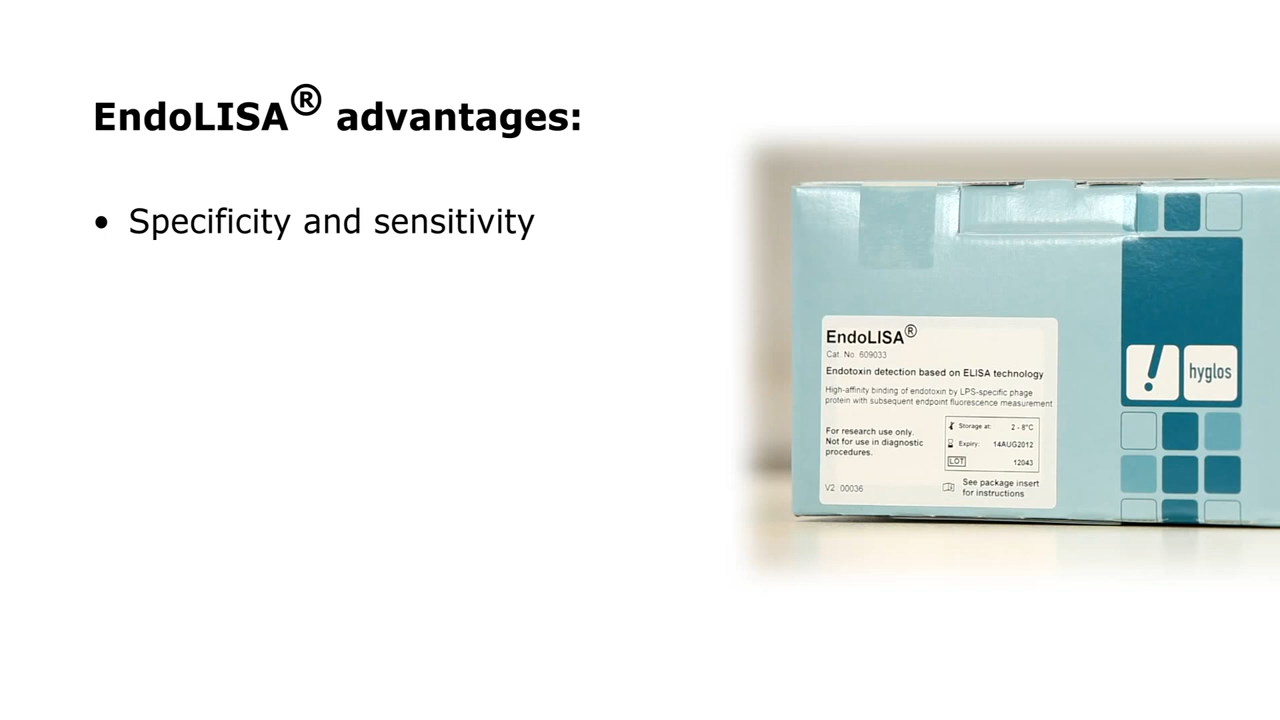 EndoLISA® advantages:
• Specificity and sensitivity
EndoLISA®
Cat. No. 609033
Endotoxin detection based on ELISA technology
High-affinity binding of endotoxin by LPS-specific phage
protein with subsequent endpoint fluorescence measurement
For research use only.
Not for use in diagnostic
procedures.
Storage at: 2 - 8°C
Expiry: 14AUG2012
LOT 12043
V2 00036
See package insert
for instructions
! hyglos